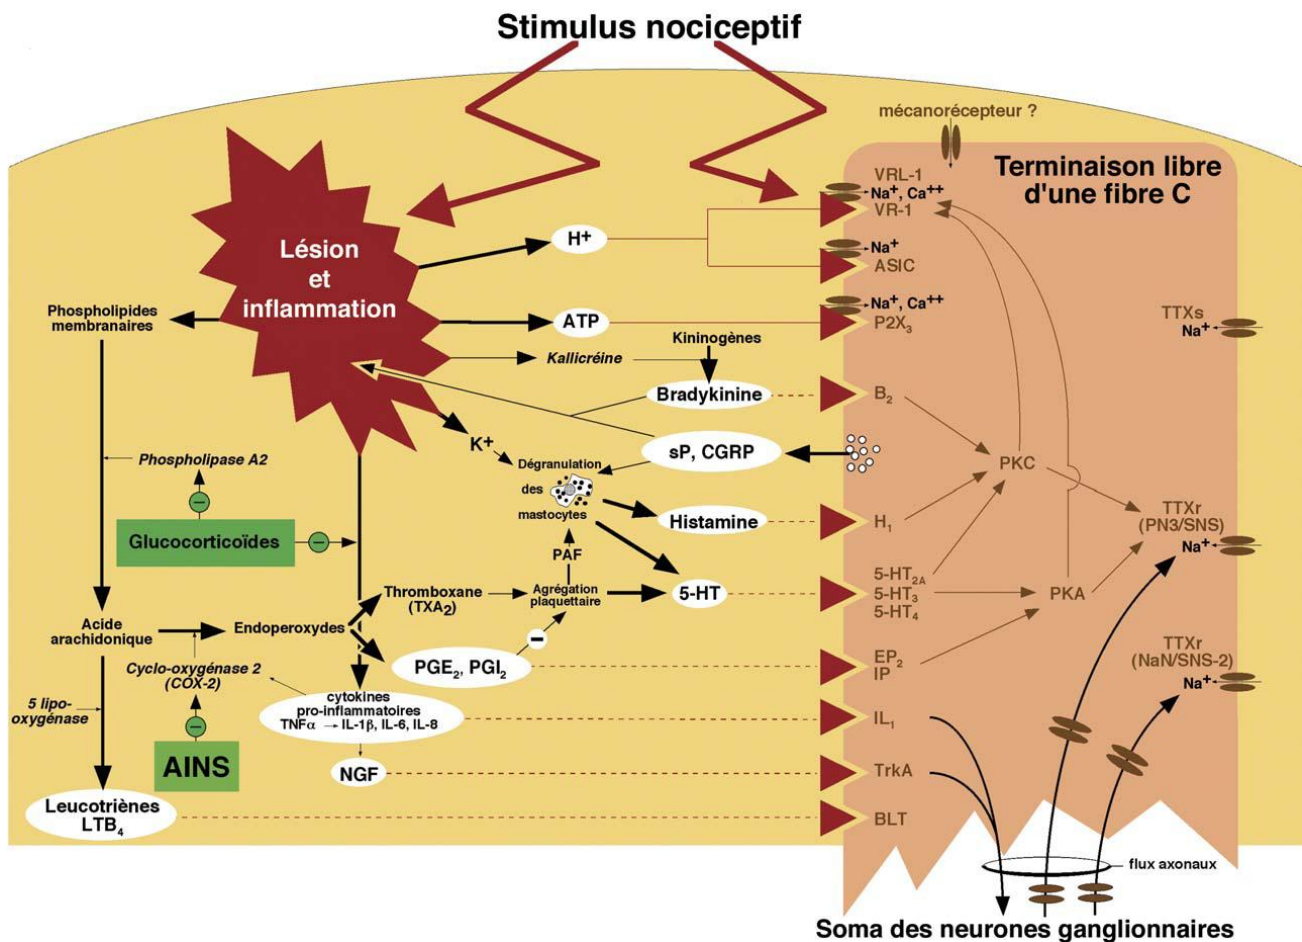 Stimulus nociceptif
mécanorécepteur ?
Terminaison libre
d'une fibre C
VRL-1
Na+, Ca++
VR-1
H+
Na+
ASIC
Lésion
et
inflammation
Phospholipides
membranaires
ATP
Na+, Ca++
P2X3
TTXs
Na+
Kininogènes
Kallicréine
Bradykinine
B2
K+
sP, CGRP
PKC
Phospholipase A2
Dégranulation
des
mastocytes
Histamine
H1
TTXr
(PN3/SNS)
Na+
–
Glucocorticoïdes
–
PAF
Thromboxane
(TXA2)
Agrégation
plaquettaire
5-HT
5-HT2A
5-HT3
5-HT4
PKA
Acide
arachidonique
Endoperoxydes
–
PGE2, PGI2
EP2
IP
TTXr
(NaN/SNS-2)
Na+
Cyclo-oxygénase 2
(COX-2)
cytokines
pro-inflammatoires
TNFα → IL-1β, IL-6, IL-8
IL1
5 lipo-
oxygénase
–
AINS
NGF
TrkA
Leucotriènes
LTB4
BLT
flux axonaux
Soma des neurones ganglionnaires